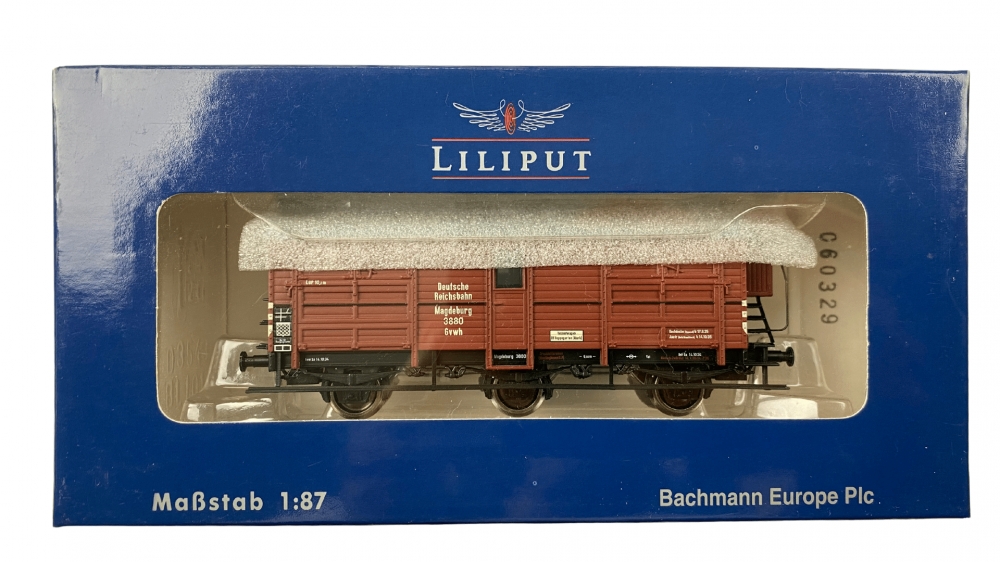 LILIPUT
C60329
Deutsche
Reichsbahn
Magdeburg
3880
Gvwh
Magdeburg 3880
Maßstab 1:87
Bachmann Europe Plc